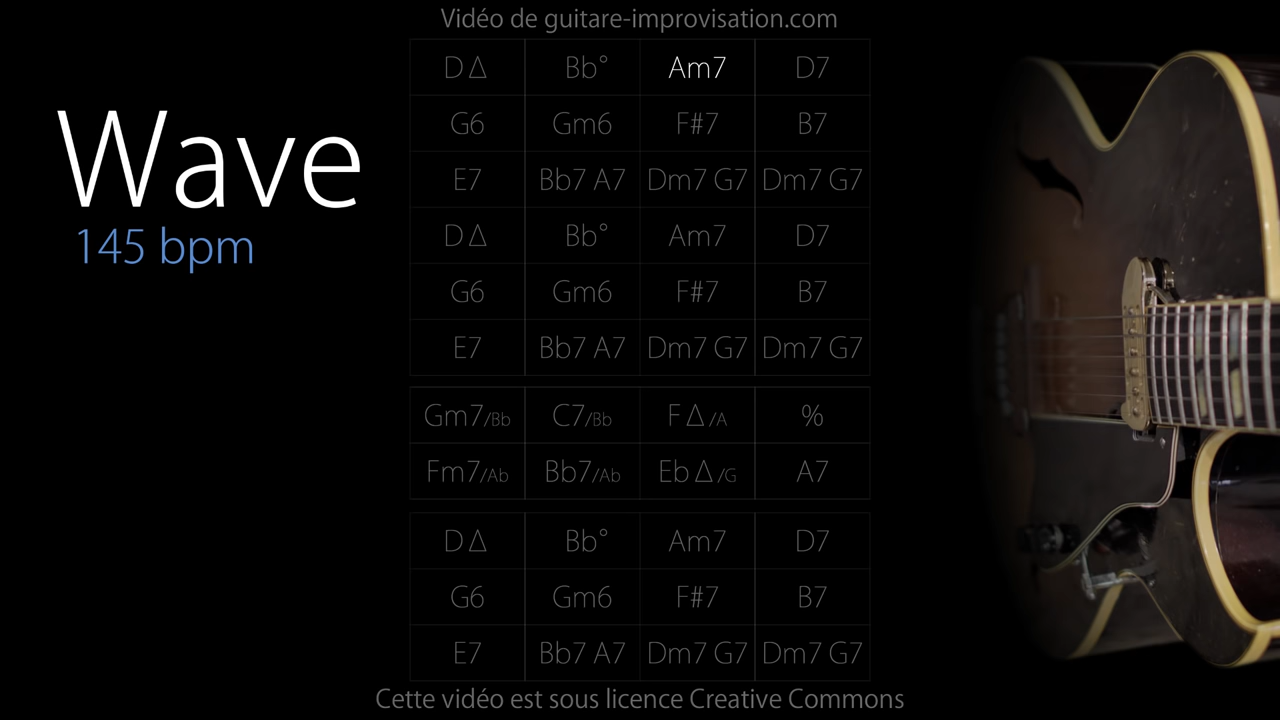 Vidéo de guitare-improvisation.com
Wave
145 bpm
D Δ Bb° Am7 D7
G6 Gm6 F#7 B7
E7 Bb7 A7 Dm7 G7 Dm7 G7
D Δ Bb° Am7 D7
G6 Gm6 F#7 B7
E7 Bb7 A7 Dm7 G7 Dm7 G7
Gm7/Bb C7/Bb F Δ/A %
Fm7/Ab Bb7/Ab Eb Δ/G A7
D Δ Bb° Am7 D7
G6 Gm6 F#7 B7
E7 Bb7 A7 Dm7 G7 Dm7 G7
Cette vidéo est sous licence Creative Commons